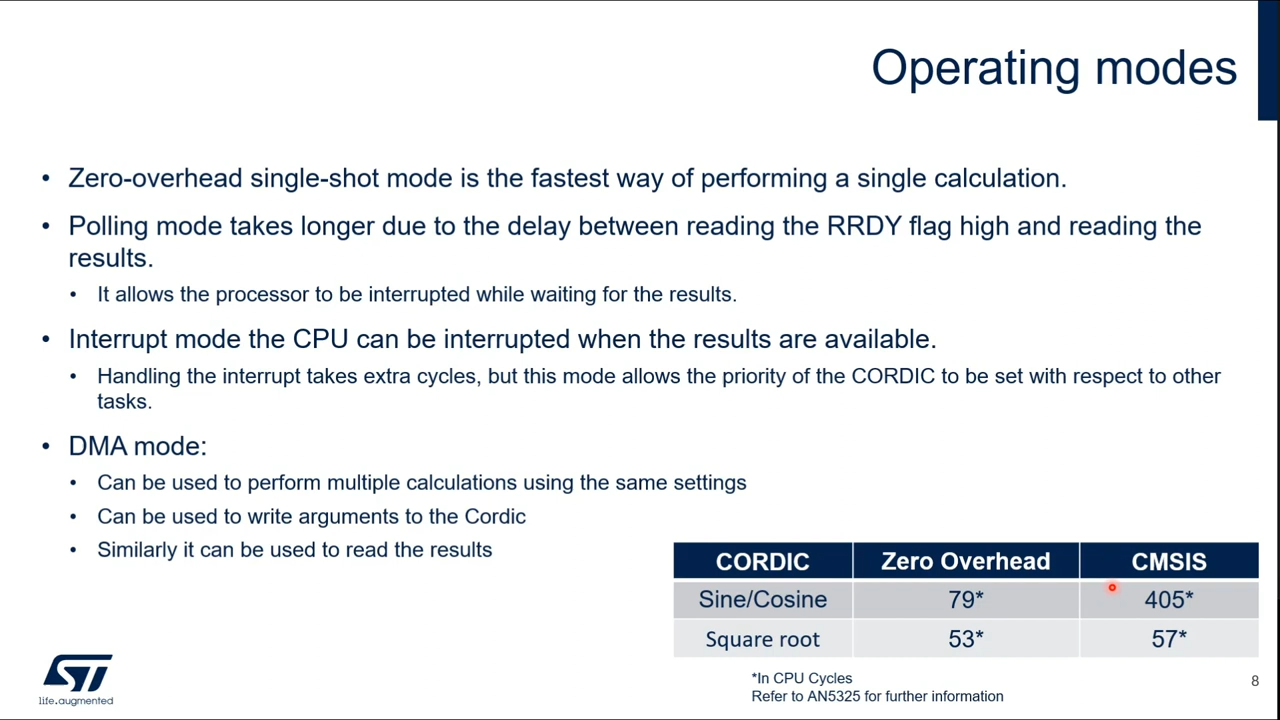 Operating modes
• Zero-overhead single-shot mode is the fastest way of performing a single calculation.
• Polling mode takes longer due to the delay between reading the RRDY flag high and reading the
results.
• It allows the processor to be interrupted while waiting for the results.
• Interrupt mode the CPU can be interrupted when the results are available.
• Handling the interrupt takes extra cycles, but this mode allows the priority of the CORDIC to be set with respect to other
tasks.
• DMA mode:
• Can be used to perform multiple calculations using the same settings
• Can be used to write arguments to the Cordic
• Similarly it can be used to read the results
CORDIC Zero Overhead CMSIS
Sine/Cosine 79* 405*
Square root 53* 57*
*In CPU Cycles
Refer to AN5325 for further information
ST
life.augmented
8